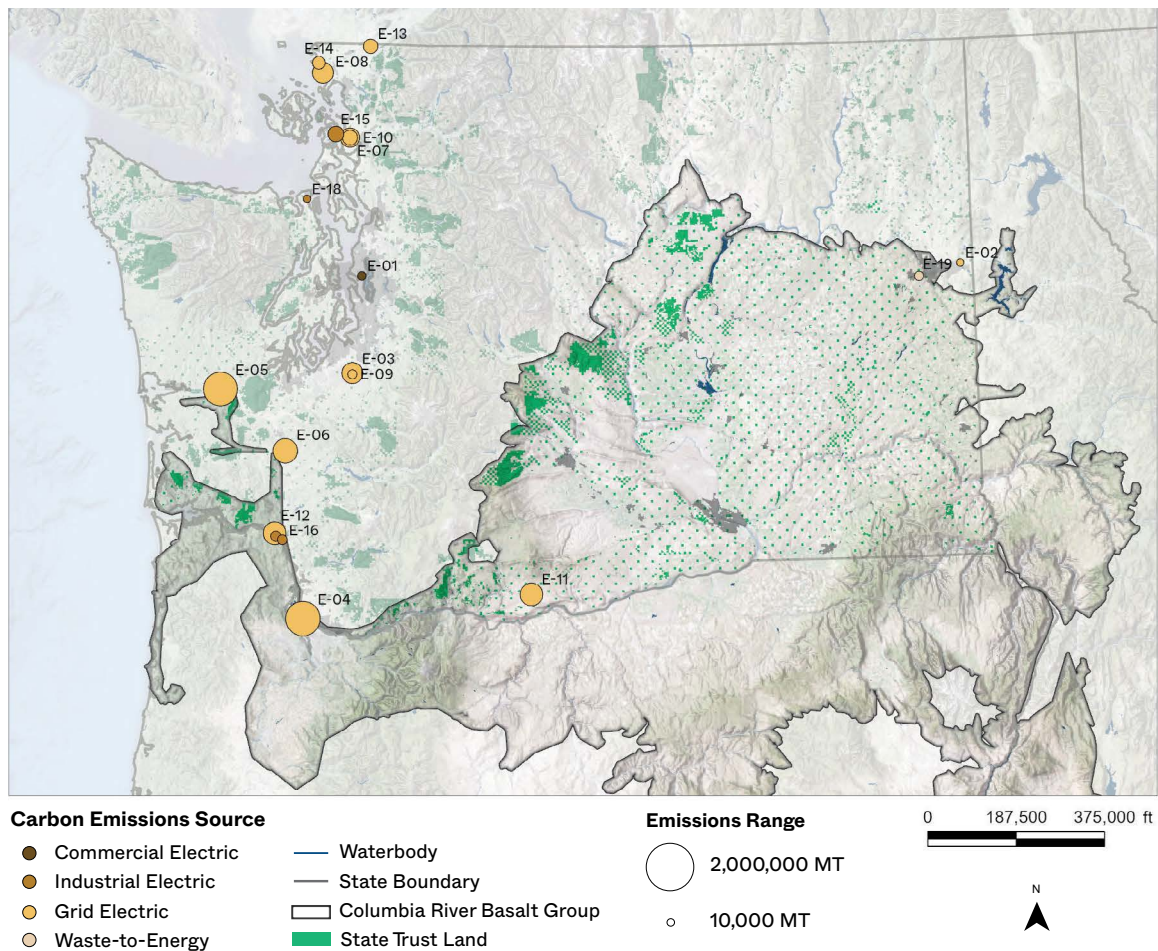 E-13
E-14
E-08
E-15
E-10
E-07
E-18
E-01
E-02
E-19
E-03
E-09
E-05
E-06
E-12
E-16
E-11
E-04
Carbon Emissions Source
Commercial Electric
Industrial Electric
Grid Electric
Waste-to-Energy
Waterbody
State Boundary
Columbia River Basalt Group
State Trust Land
Emissions Range
2,000,000 MT
10,000 MT
0 187,500 375,000 ft
N